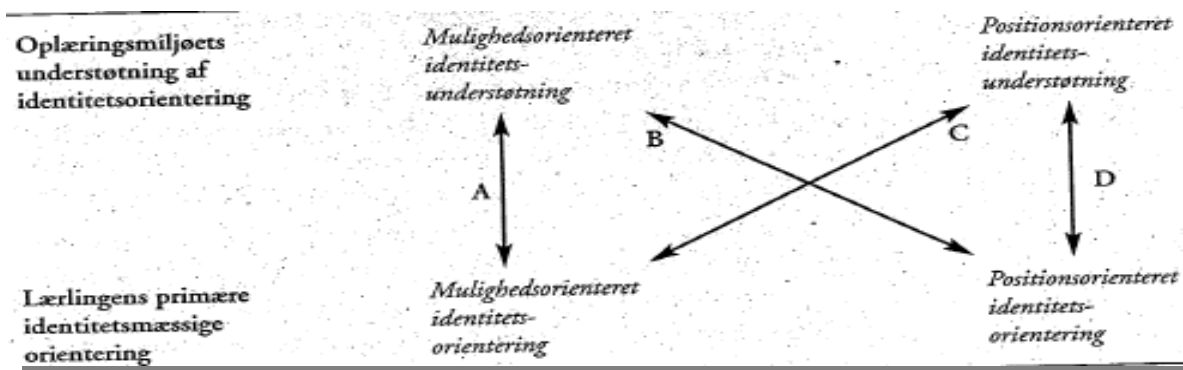 Oplæringsmiljøets
understøtning af
identitetsorientering
Mulighedsorienteret
identitets-
understøtning
Positionsorienteret
identitets-
understøtning
A
B
C
D
Lærlingens primære
identitetsmæssige
orientering
Mulighedsorienteret
identitets-
orientering
Positionsorienteret
identitets-
orientering